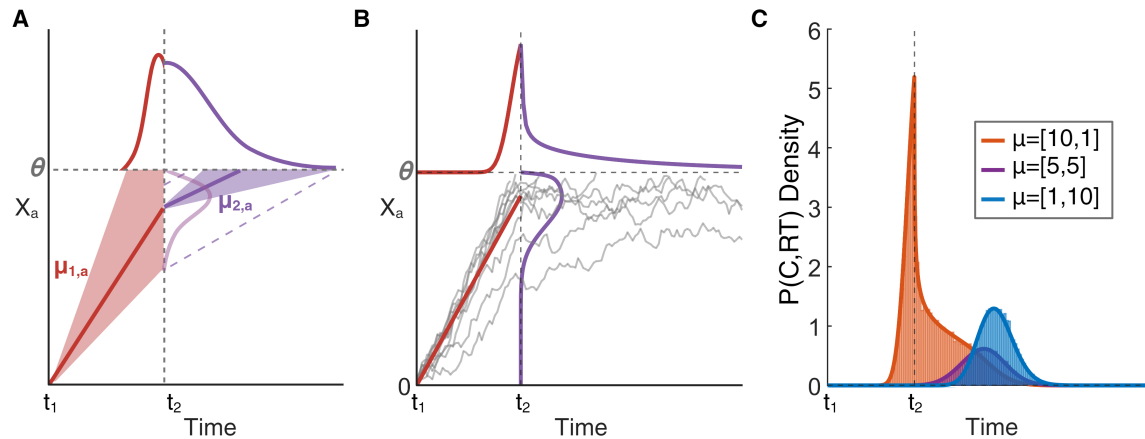 A
θ
Xₐ
μ₁,ₐ
μ₂,ₐ
t₁
t₂
Time
B
θ
Xₐ
0
t₁
t₂
Time
C
P(C,RT) Density
6
5
4
3
2
1
0
μ=[10,1]
μ=[5,5]
μ=[1,10]
t₁
t₂
Time